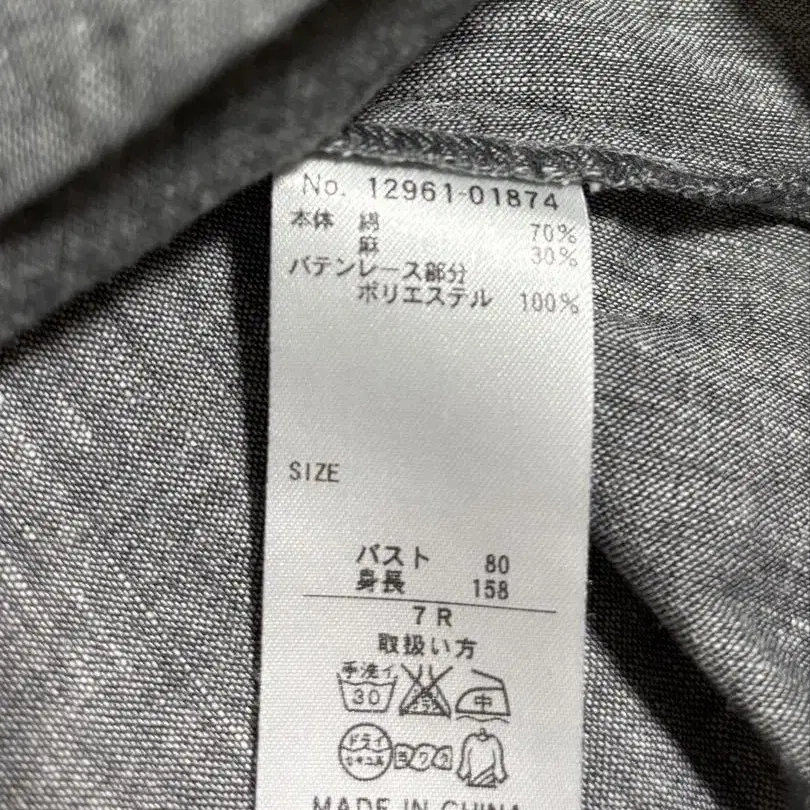 No. 12961-01874
本体 綿 70%
麻 30%
バテンレース部分
ポリエステル 100%
SIZE
バスト 80
身長 158
7R
取扱い方
手洗イ
30
中
ドライ
セキユ系
ヨワク
MADE IN CHINA